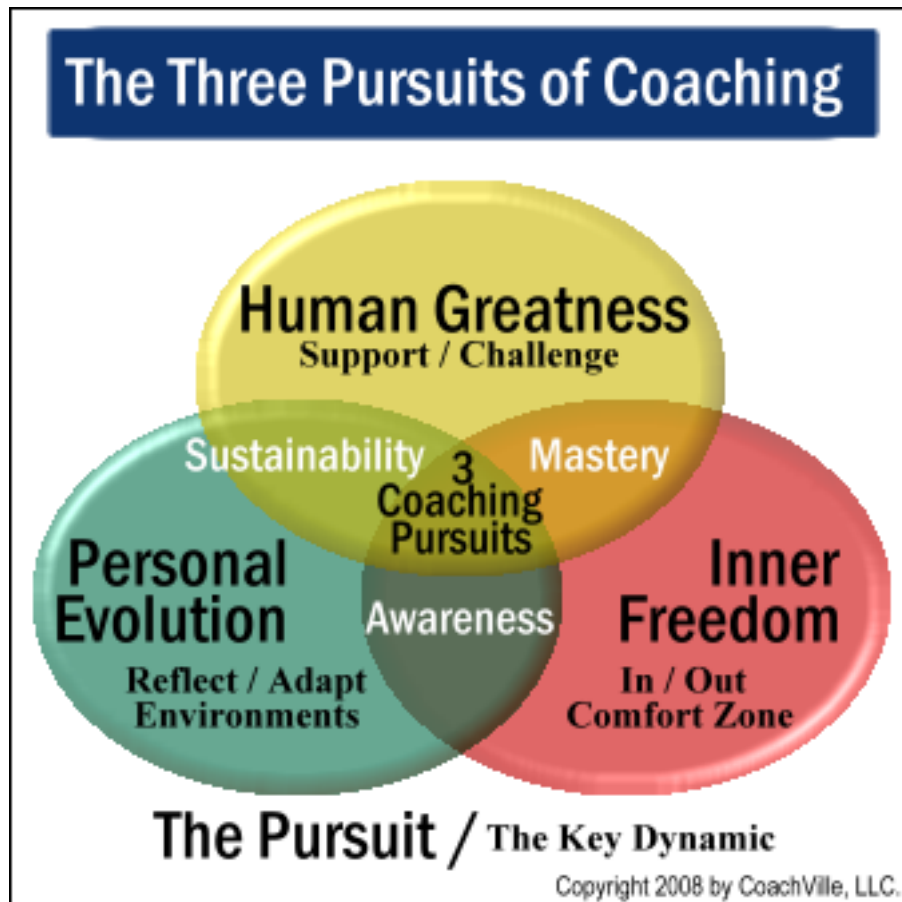 The Three Pursuits of Coaching
Human Greatness
Support / Challenge
Sustainability
Mastery
3
Coaching
Pursuits
Personal
Evolution
Reflect / Adapt
Environments
Awareness
Inner
Freedom
In / Out
Comfort Zone
The Pursuit / The Key Dynamic
Copyright 2008 by CoachVille, LLC.